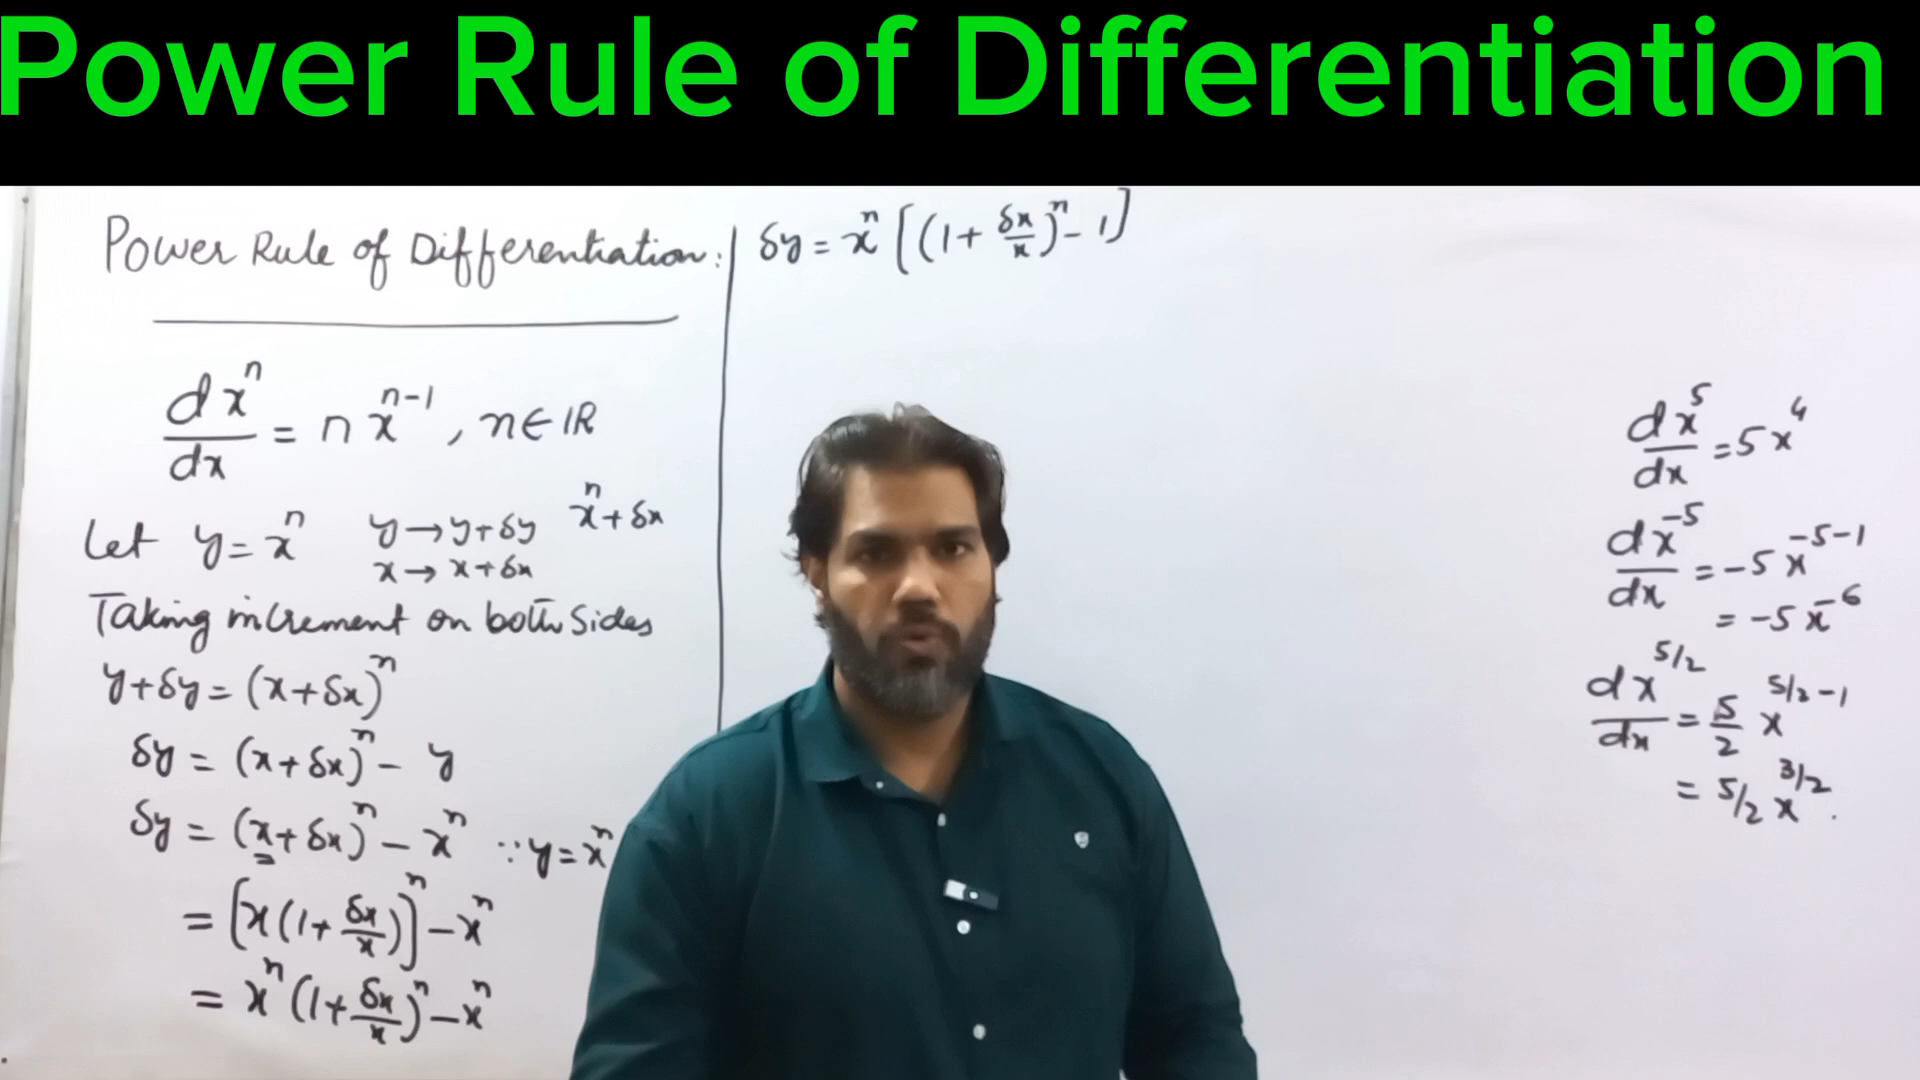 Power Rule of Differentiation
Power Rule of Differentiation:
dxⁿ/dx = n xⁿ⁻¹, n∈ℝ
Let y = xⁿ y → y+δy xⁿ+δx
x → x+δx
Taking increment on both sides
y+δy = (x+δx)ⁿ
δy = (x+δx)ⁿ − y
δy = (x+δx)ⁿ − xⁿ ∵ y = xⁿ
= [x(1+δx/x)]ⁿ − xⁿ
= xⁿ(1+δx/x)ⁿ − xⁿ
δy = xⁿ[(1+δx/x)ⁿ − 1]
dx⁵/dx = 5x⁴
dx⁻⁵/dx = −5x⁻⁵⁻¹
= −5x⁻⁶
dx^5/2/dx = 5/2 x^5/2−1
= 5/2 x^3/2.